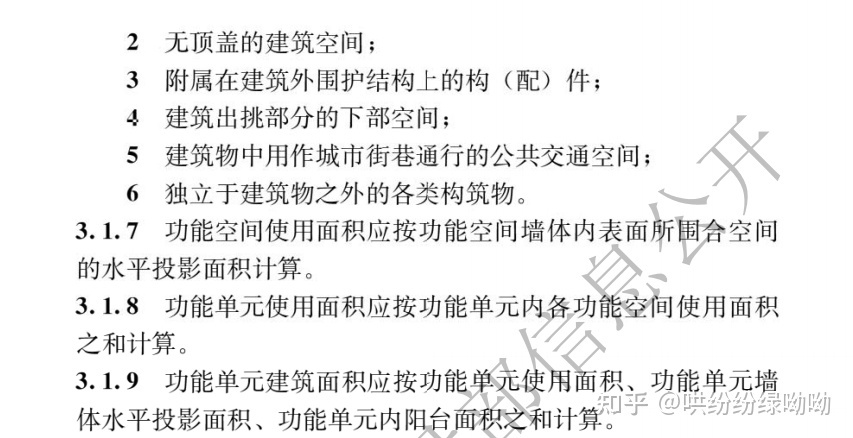 2 无顶盖的建筑空间；
3 附属在建筑外围护结构上的构（配）件；
4 建筑出挑部分的下部空间；
5 建筑物中用作城市街巷通行的公共交通空间；
6 独立于建筑物之外的各类构筑物。
3.1.7 功能空间使用面积应按功能空间墙体内表面所围合空间
的水平投影面积计算。
3.1.8 功能单元使用面积应按功能单元内各功能空间使用面积
之和计算。
3.1.9 功能单元建筑面积应按功能单元使用面积、功能单元墙
体水平投影面积、功能单元内阳台面积之和计算。
部信息公开
知乎 @哄纷纷绿呦呦